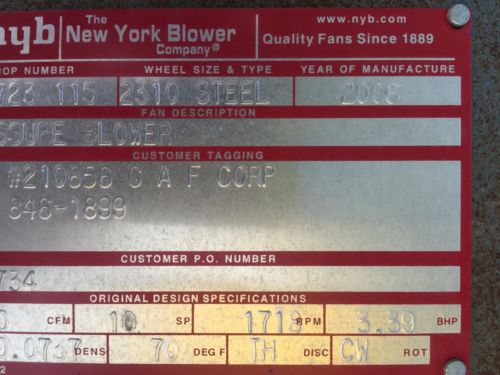 nyb The New York Blower Company® www.nyb.com
Quality Fans Since 1889
OP NUMBER WHEEL SIZE & TYPE YEAR OF MANUFACTURE
723 115 2310 STEEL
FAN DESCRIPTION
SSURE BLOWER
CUSTOMER TAGGING
#210858 G A F CORP
846-1899
CUSTOMER P.O. NUMBER
734
ORIGINAL DESIGN SPECIFICATIONS
0 CFM 10 SP 1718 RPM 3.39 BHP
0.0737 DENS 70 DEG F TH DISC CW ROT
2